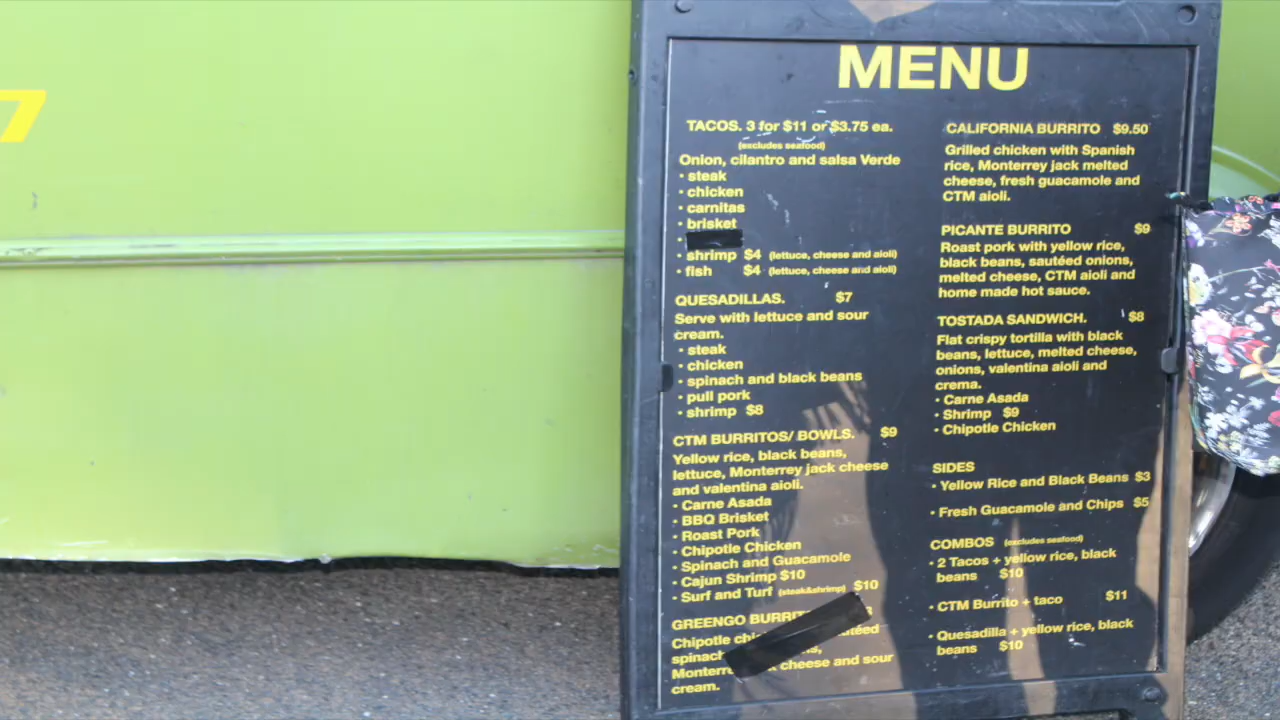 7
MENU
TACOS. 3 for $11 or $3.75 ea.
(excludes seafood)
Onion, cilantro and salsa Verde
• steak
• chicken
• carnitas
• brisket
•
• shrimp $4 (lettuce, cheese and aioli)
• fish $4 (lettuce, cheese and aioli)
QUESADILLAS. $7
Serve with lettuce and sour
cream.
• steak
• chicken
• spinach and black beans
• pull pork
• shrimp $8
CTM BURRITOS/ BOWLS. $9
Yellow rice, black beans,
lettuce, Monterrey jack cheese
and valentina aioli.
• Carne Asada
• BBQ Brisket
• Roast Pork
• Chipotle Chicken
• Spinach and Guacamole
• Cajun Shrimp $10
• Surf and Turf (steak&shrimp) $10
GREENGO
Chipotle
spinach
cheese and sour
cream.
CALIFORNIA BURRITO $9.50
Grilled chicken with Spanish
rice, Monterrey jack melted
cheese, fresh guacamole and
CTM aioli.
PICANTE BURRITO $9
Roast pork with yellow rice,
black beans, sautéed onions,
melted cheese, CTM aioli and
home made hot sauce.
TOSTADA SANDWICH. $8
Flat crispy tortilla with black
beans, lettuce, melted cheese,
onions, valentina aioli and
crema.
• Carne Asada
• Shrimp $9
• Chipotle Chicken
SIDES
• Yellow Rice and Black Beans $3
• Fresh Guacamole and Chips $5
COMBOS (excludes seafood)
• 2 Tacos + yellow rice, black
beans $10
• CTM Burrito + taco $11
• Quesadilla + yellow rice, black
beans $10